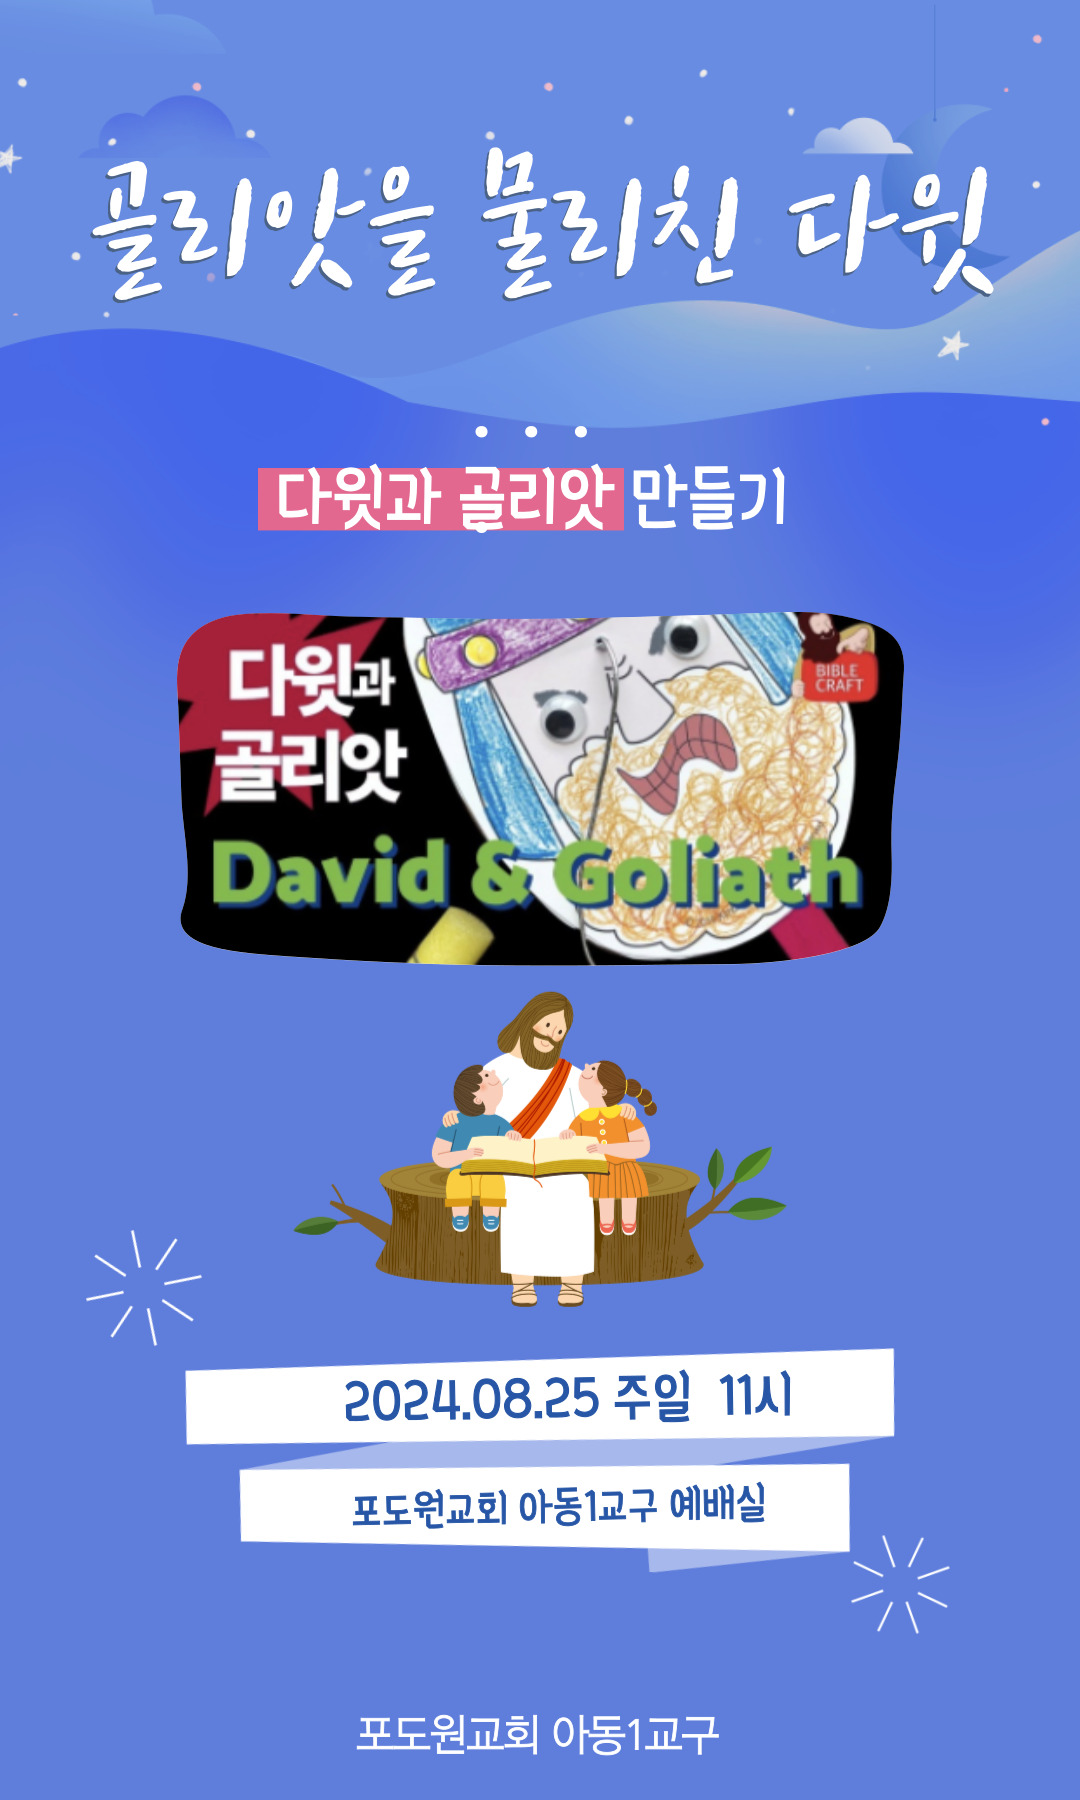 골리앗을 물리친 다윗
다윗과 골리앗 만들기
다윗과
골리앗
BIBLE
CRAFT
David & Goliath
2024.08.25 주일 11시
포도원교회 아동1교구 예배실
포도원교회 아동1교구